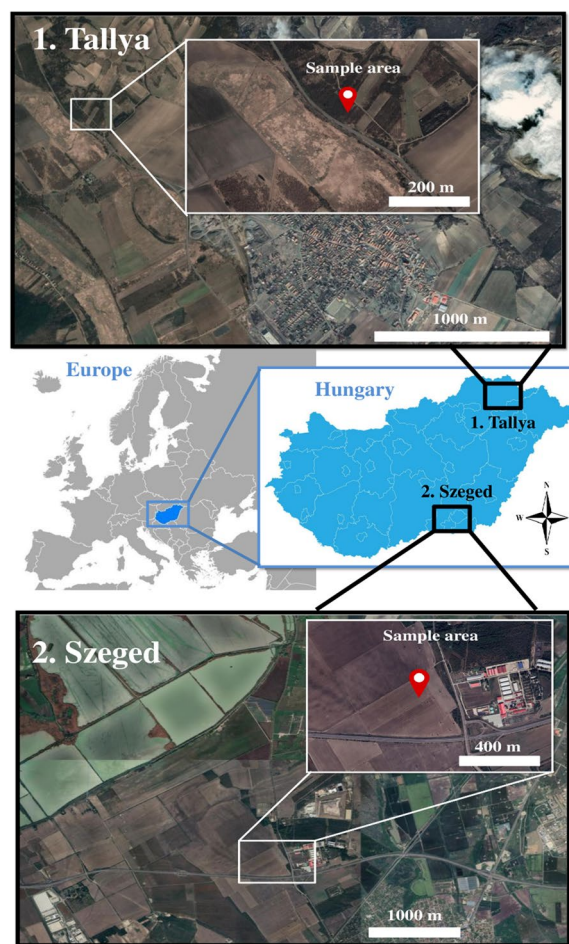 1. Tallya
Sample area
200 m
1000 m
Europe
Hungary
1. Tallya
2. Szeged
N
W
E
S
2. Szeged
Sample area
400 m
1000 m